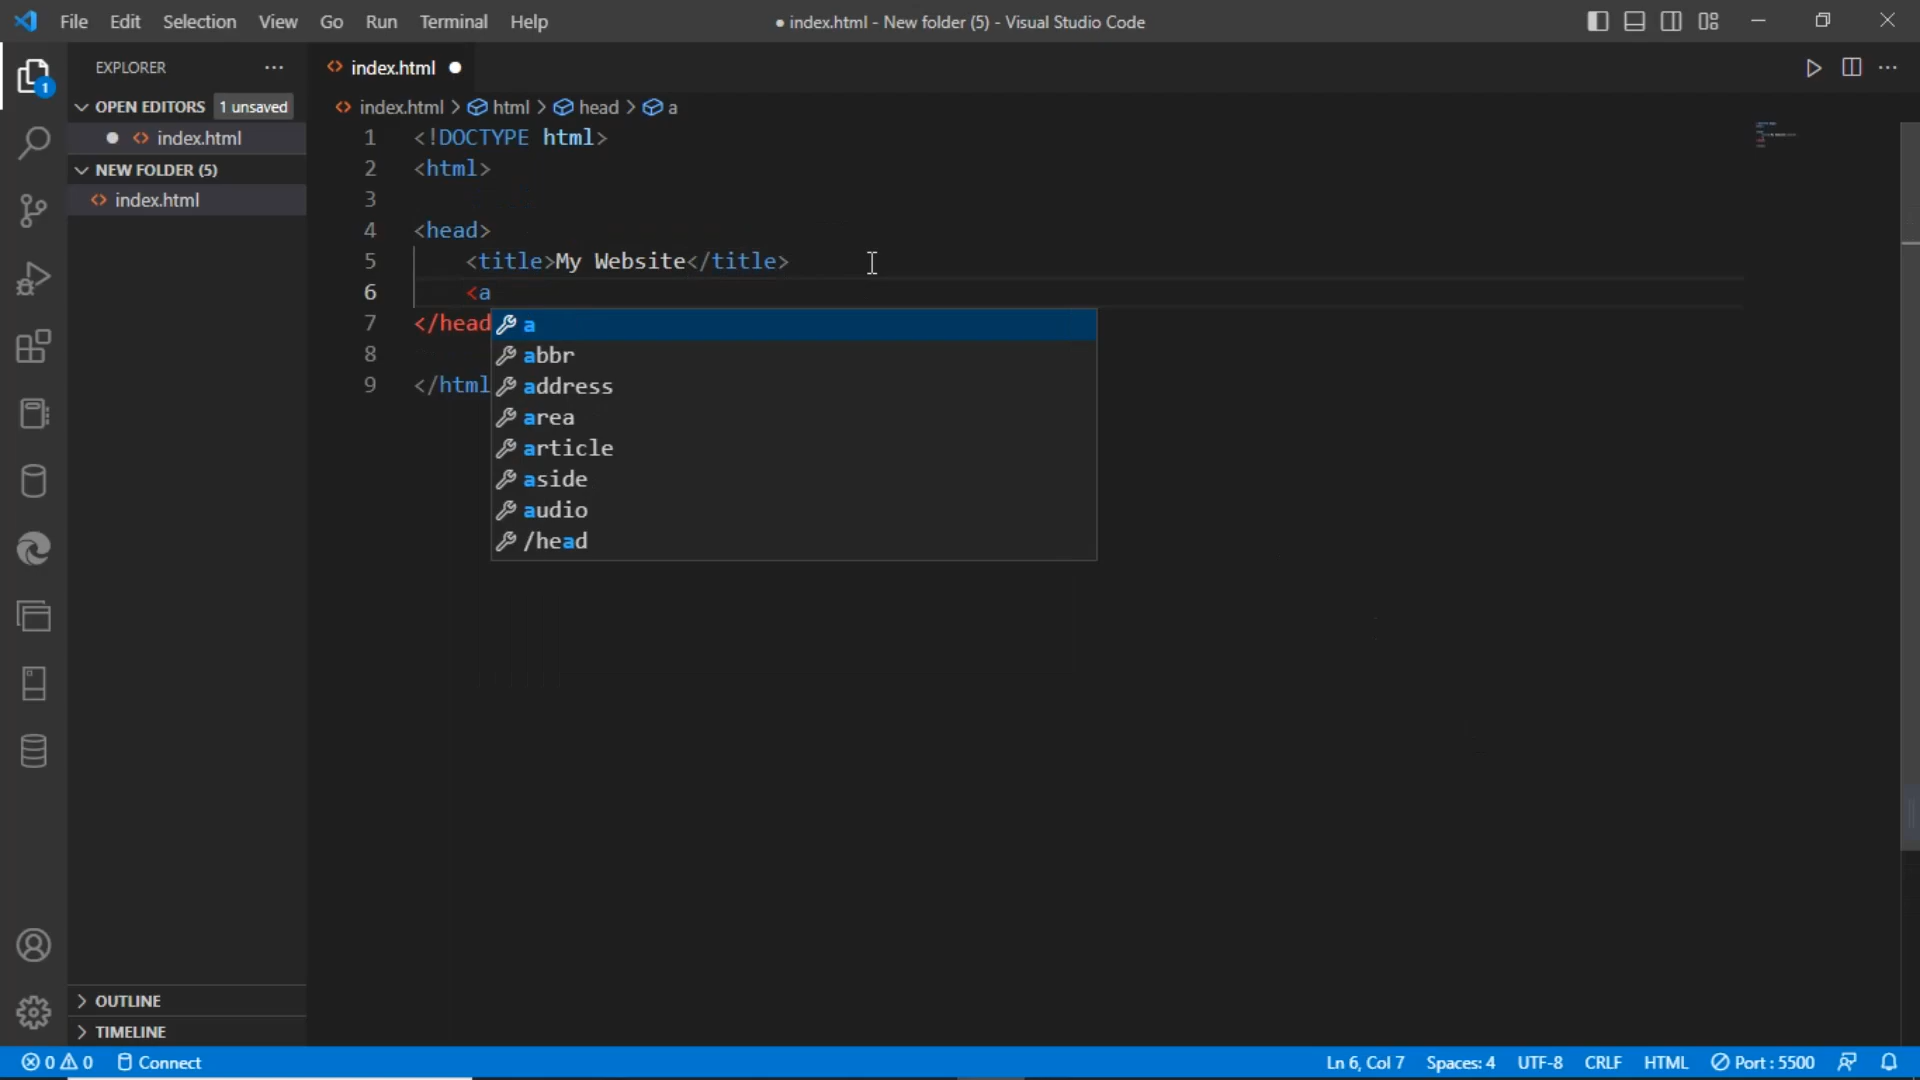 File Edit Selection View Go Run Terminal Help
● index.html - New folder (5) - Visual Studio Code
EXPLORER
OPEN EDITORS 1 unsaved
index.html
NEW FOLDER (5)
index.html
OUTLINE
TIMELINE
1
index.html
index.html > html > head > a
1 <!DOCTYPE html>
2 <html>
3
4 <head>
5 <title>My Website</title>
6 <a
7 </head
8
9 </html
a
abbr
address
area
article
aside
audio
/head
0 0 Connect
Ln 6, Col 7 Spaces: 4 UTF-8 CRLF HTML Port : 5500